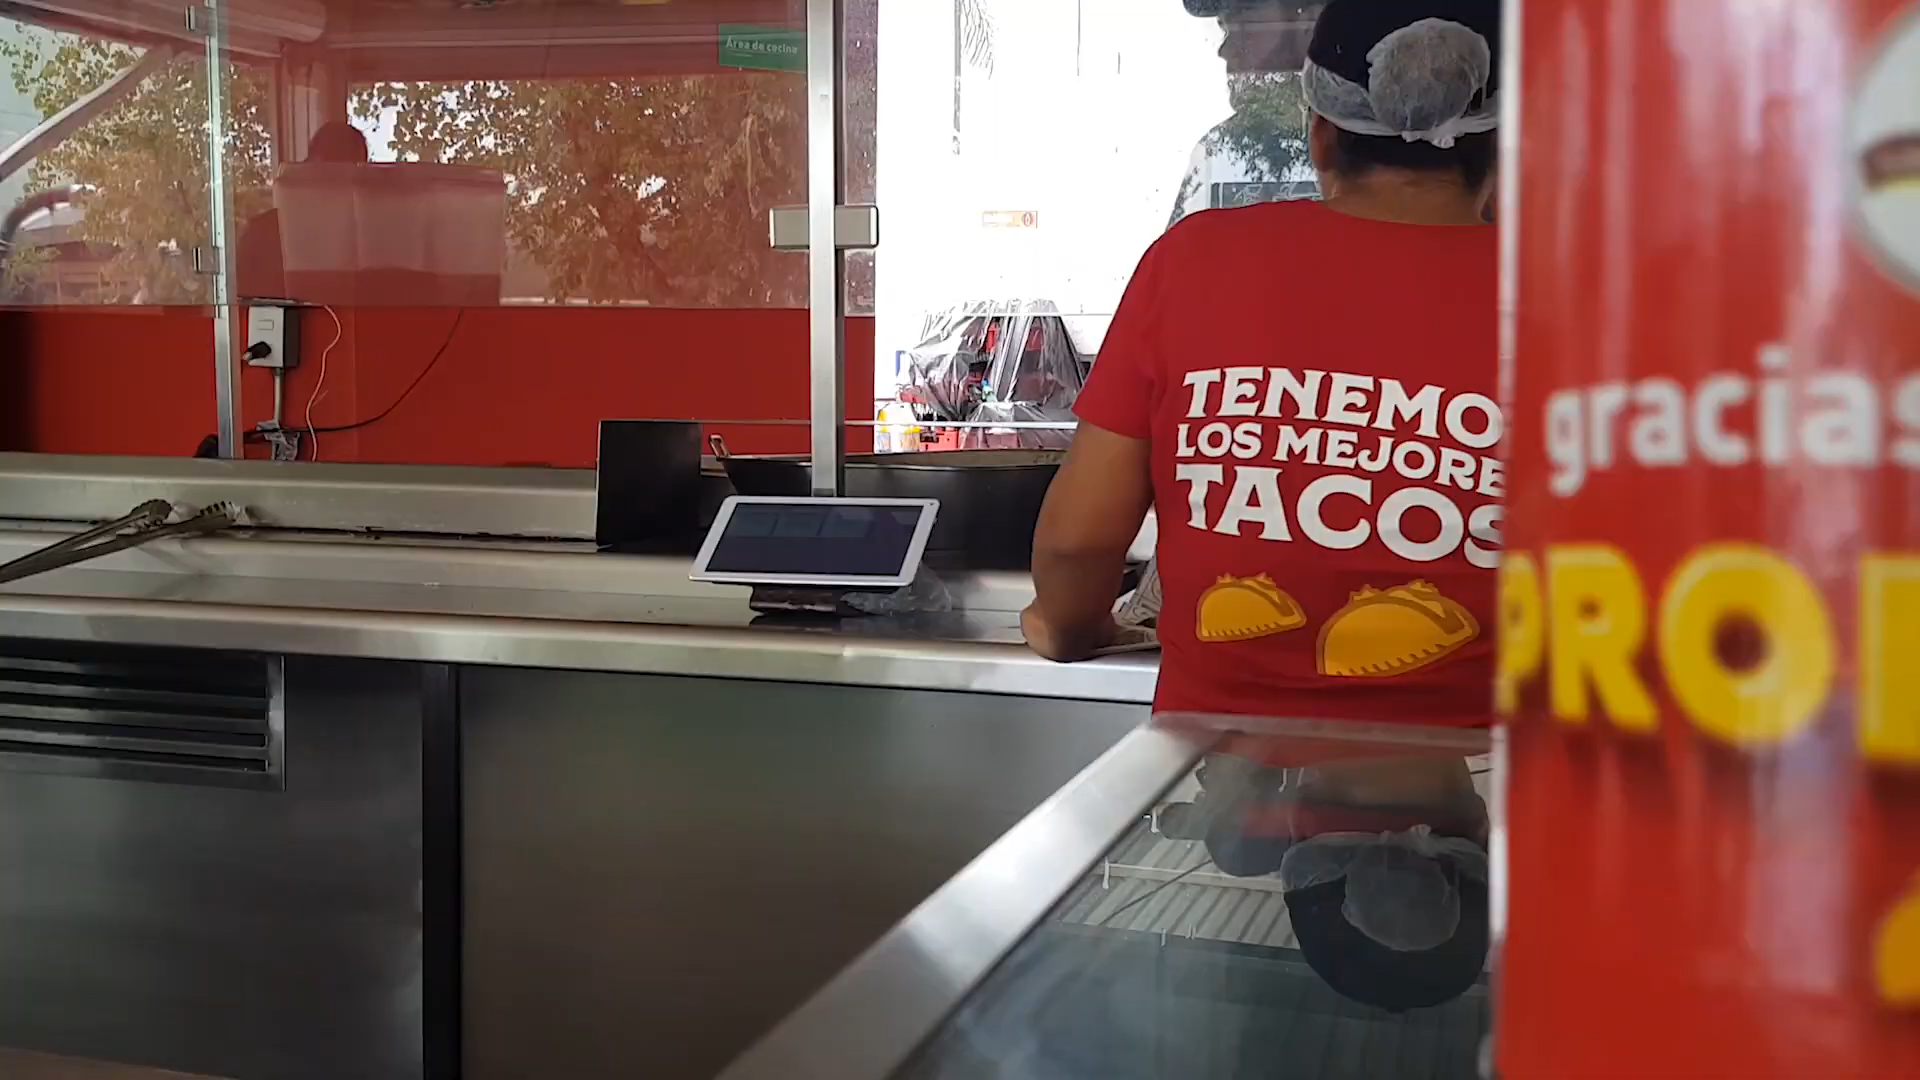 Área de cocina
TENEMO
LOS MEJORE
TACOS
gracias
PRO